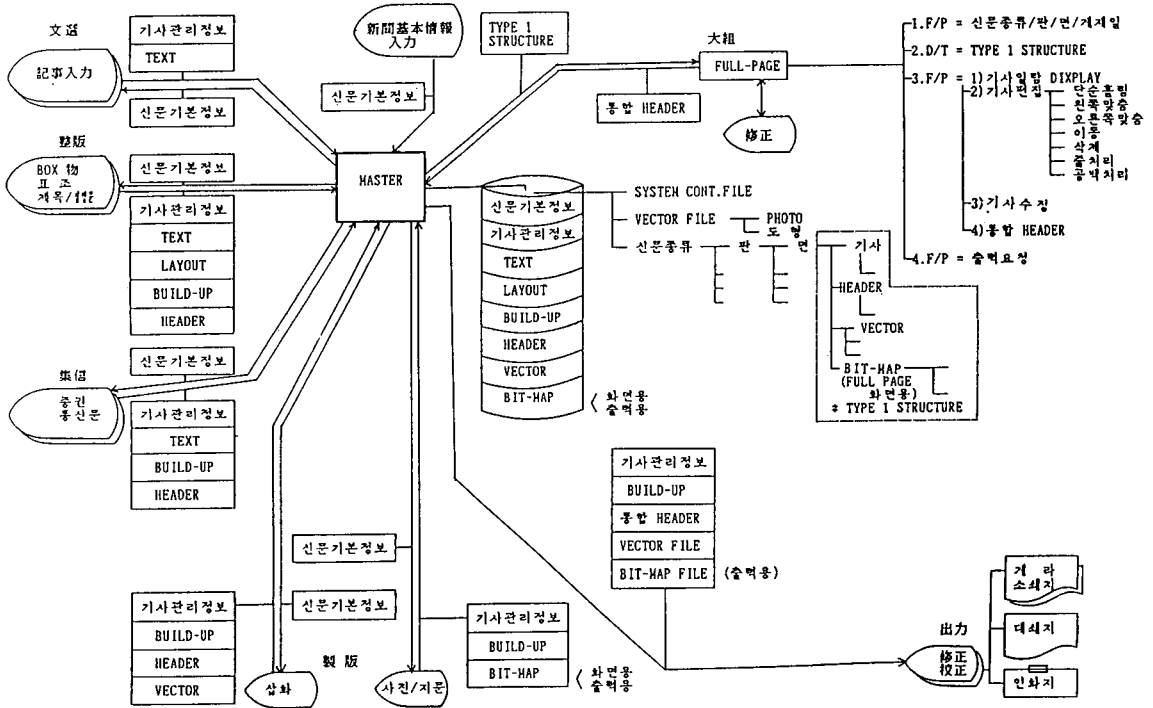 文選
기사관리정보
TEXT
記事入力
신문기본정보
新聞基本情報
入力
신문기본정보
TYPE 1
STRUCTURE
大組
FULL-PAGE
통합 HEADER
修正
1.F/P = 신문종류/판/면/게재일
2.D/T = TYPE 1 STRUCTURE
3.F/P = 1)기사일람 DIXPLAY
2)기사편집
단순흘림
왼쪽맞춤
오른쪽맞춤
이동
삭제
줄처리
공백처리
3)기사수정
4)통합 HEADER
4.F/P = 출력요청
整版
BOX 物
표 조
제목/
신문기본정보
기사관리정보
TEXT
LAYOUT
BUILD-UP
HEADER
MASTER
신문기본정보
기사관리정보
TEXT
LAYOUT
BUILD-UP
HEADER
VECTOR
BIT-MAP
화면용
출력용
SYSTEM CONT.FILE
VECTOR FILE
PHOTO
도형
신문종류
판
면
기사
HEADER
VECTOR
BIT-MAP
(FULL PAGE
화면용)
* TYPE 1 STRUCTURE
集信
증권
통신문
신문기본정보
기사관리정보
TEXT
BUILD-UP
HEADER
기사관리정보
BUILD-UP
통합 HEADER
VECTOR FILE
BIT-MAP FILE (출력용)
신문기본정보
기사관리정보
BUILD-UP
HEADER
VECTOR
신문기본정보
製版
삽화
사진/지문
기사관리정보
BUILD-UP
BIT-MAP
화면용
출력용
出力
修正
校正
게 라
소쇄지
대쇄지
인화지